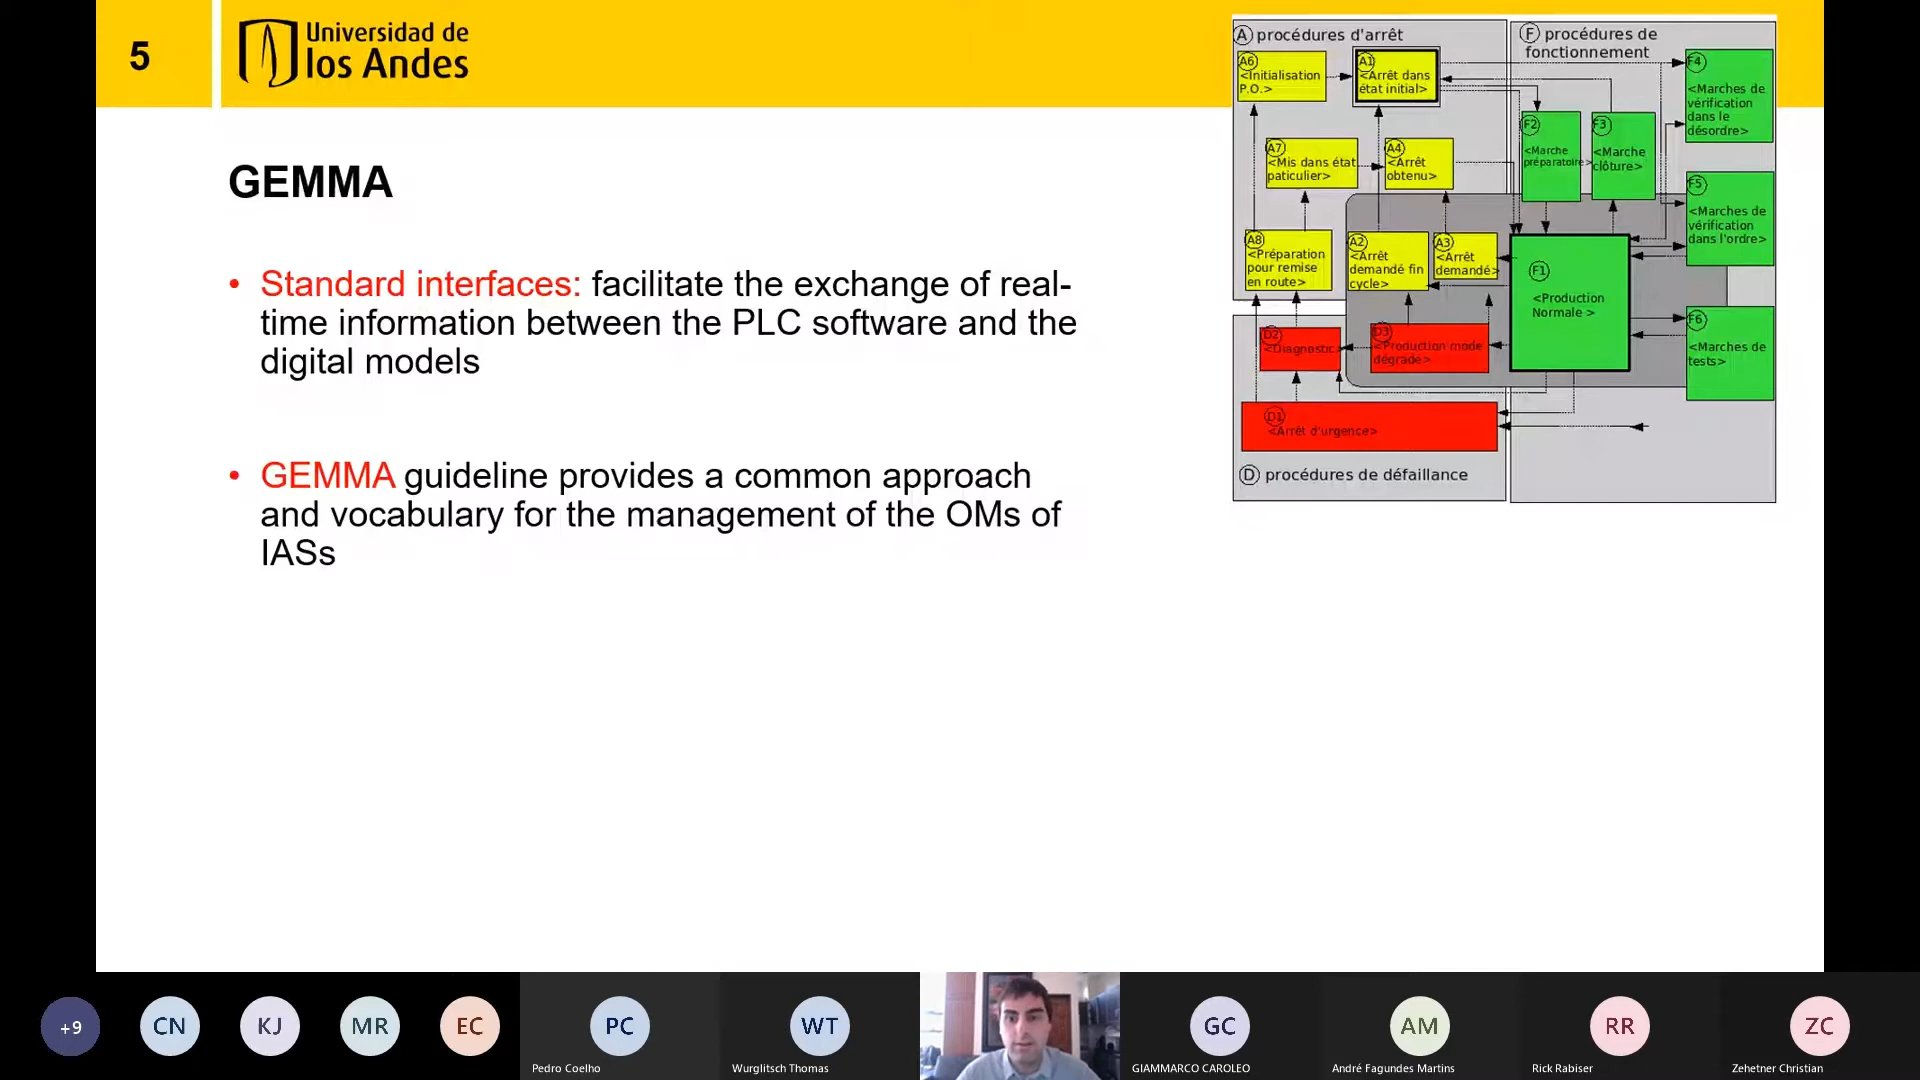 5
Universidad de
los Andes
GEMMA
• Standard interfaces: facilitate the exchange of real-
time information between the PLC software and the
digital models
• GEMMA guideline provides a common approach
and vocabulary for the management of the OMs of
IASs
A procédures d'arrêt
F procédures de
fonctionnement
A6
<Initialisation
P.O.>
A1
<Arrêt dans
état initial>
F4
<Marches de
vérification
dans le
désordre>
F2
<Marche
préparatoire>
F3
<Marche
clôture>
A7
<Mis dans état
paticulier>
A4
<Arrêt
obtenu>
F5
<Marches de
vérification
dans l'ordre>
A8
<Préparation
pour remise
en route>
A2
<Arrêt
demandé fin
cycle>
A3
<Arrêt
demandé>
F1
<Production
Normale >
F6
<Marches de
tests>
D2
<Diagnostic>
D3
<Production mode
dégradé>
D1
<Arrêt d'urgence>
D procédures de défaillance
+9
CN
KJ
MR
EC
PC
Pedro Coelho
WT
Wurglitsch Thomas
GC
GIAMMARCO CAROLEO
AM
André Fagundes Martins
RR
Rick Rabiser
ZC
Zehetner Christian